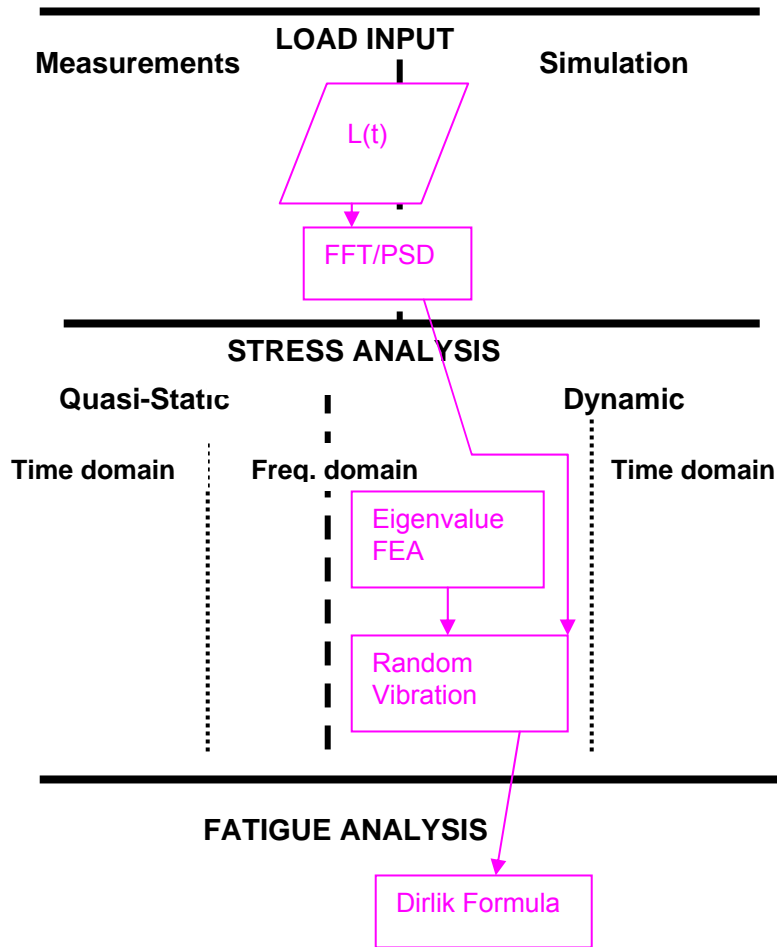 LOAD INPUT
Measurements
Simulation
L(t)
FFT/PSD
STRESS ANALYSIS
Quasi-Static
Dynamic
Time domain
Freq. domain
Time domain
Eigenvalue
FEA
Random
Vibration
FATIGUE ANALYSIS
Dirlik Formula